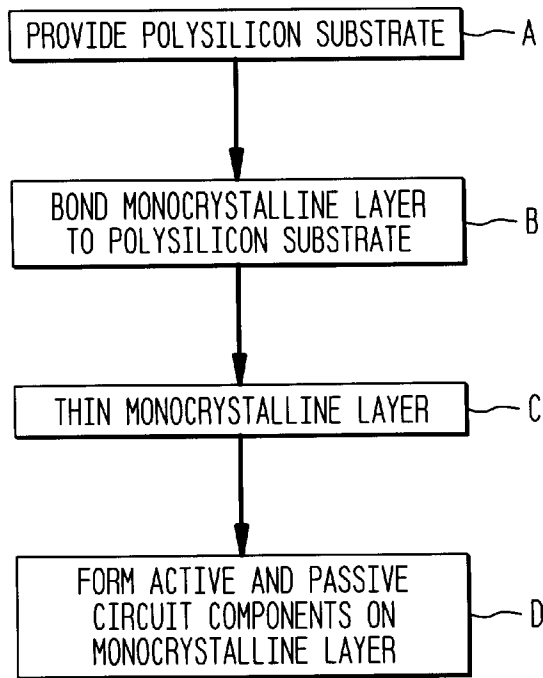 PROVIDE POLYSILICON SUBSTRATE A
BOND MONOCRYSTALLINE LAYER
TO POLYSILICON SUBSTRATE
B
THIN MONOCRYSTALLINE LAYER C
FORM ACTIVE AND PASSIVE
CIRCUIT COMPONENTS ON
MONOCRYSTALLINE LAYER
D